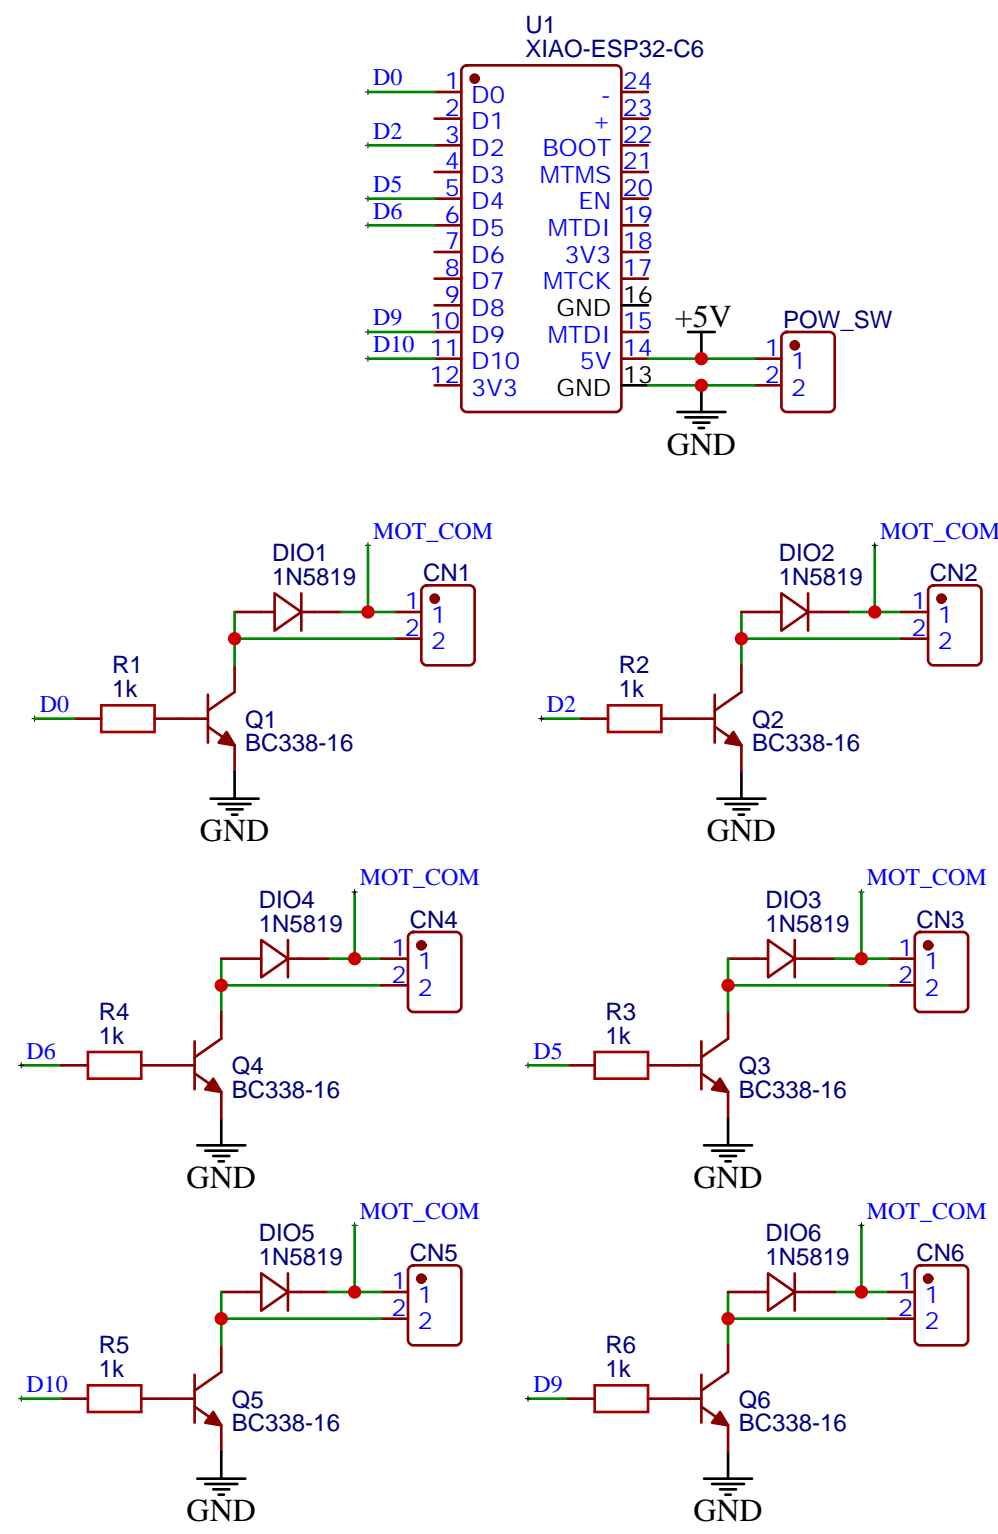 U1
XIAO-ESP32-C6
D0 1 D0 - 24
2 D1 + 23
D2 3 D2 BOOT 22
4 D3 MTMS 21
D5 5 D4 EN 20
D6 6 D5 MTDI 19
7 D6 3V3 18
8 D7 MTCK 17
9 D8 GND 16
D9 10 D9 MTDI 15
D10 11 D10 5V 14
12 3V3 GND 13
+5V
POW_SW
1 1
2 2
GND
MOT_COM
DIO1
1N5819
CN1
1 1
2 2
R1
1k
D0
Q1
BC338-16
GND
MOT_COM
DIO2
1N5819
CN2
1 1
2 2
R2
1k
D2
Q2
BC338-16
GND
MOT_COM
DIO4
1N5819
CN4
1 1
2 2
R4
1k
D6
Q4
BC338-16
GND
MOT_COM
DIO3
1N5819
CN3
1 1
2 2
R3
1k
D5
Q3
BC338-16
GND
MOT_COM
DIO5
1N5819
CN5
1 1
2 2
R5
1k
D10
Q5
BC338-16
GND
MOT_COM
DIO6
1N5819
CN6
1 1
2 2
R6
1k
D9
Q6
BC338-16
GND